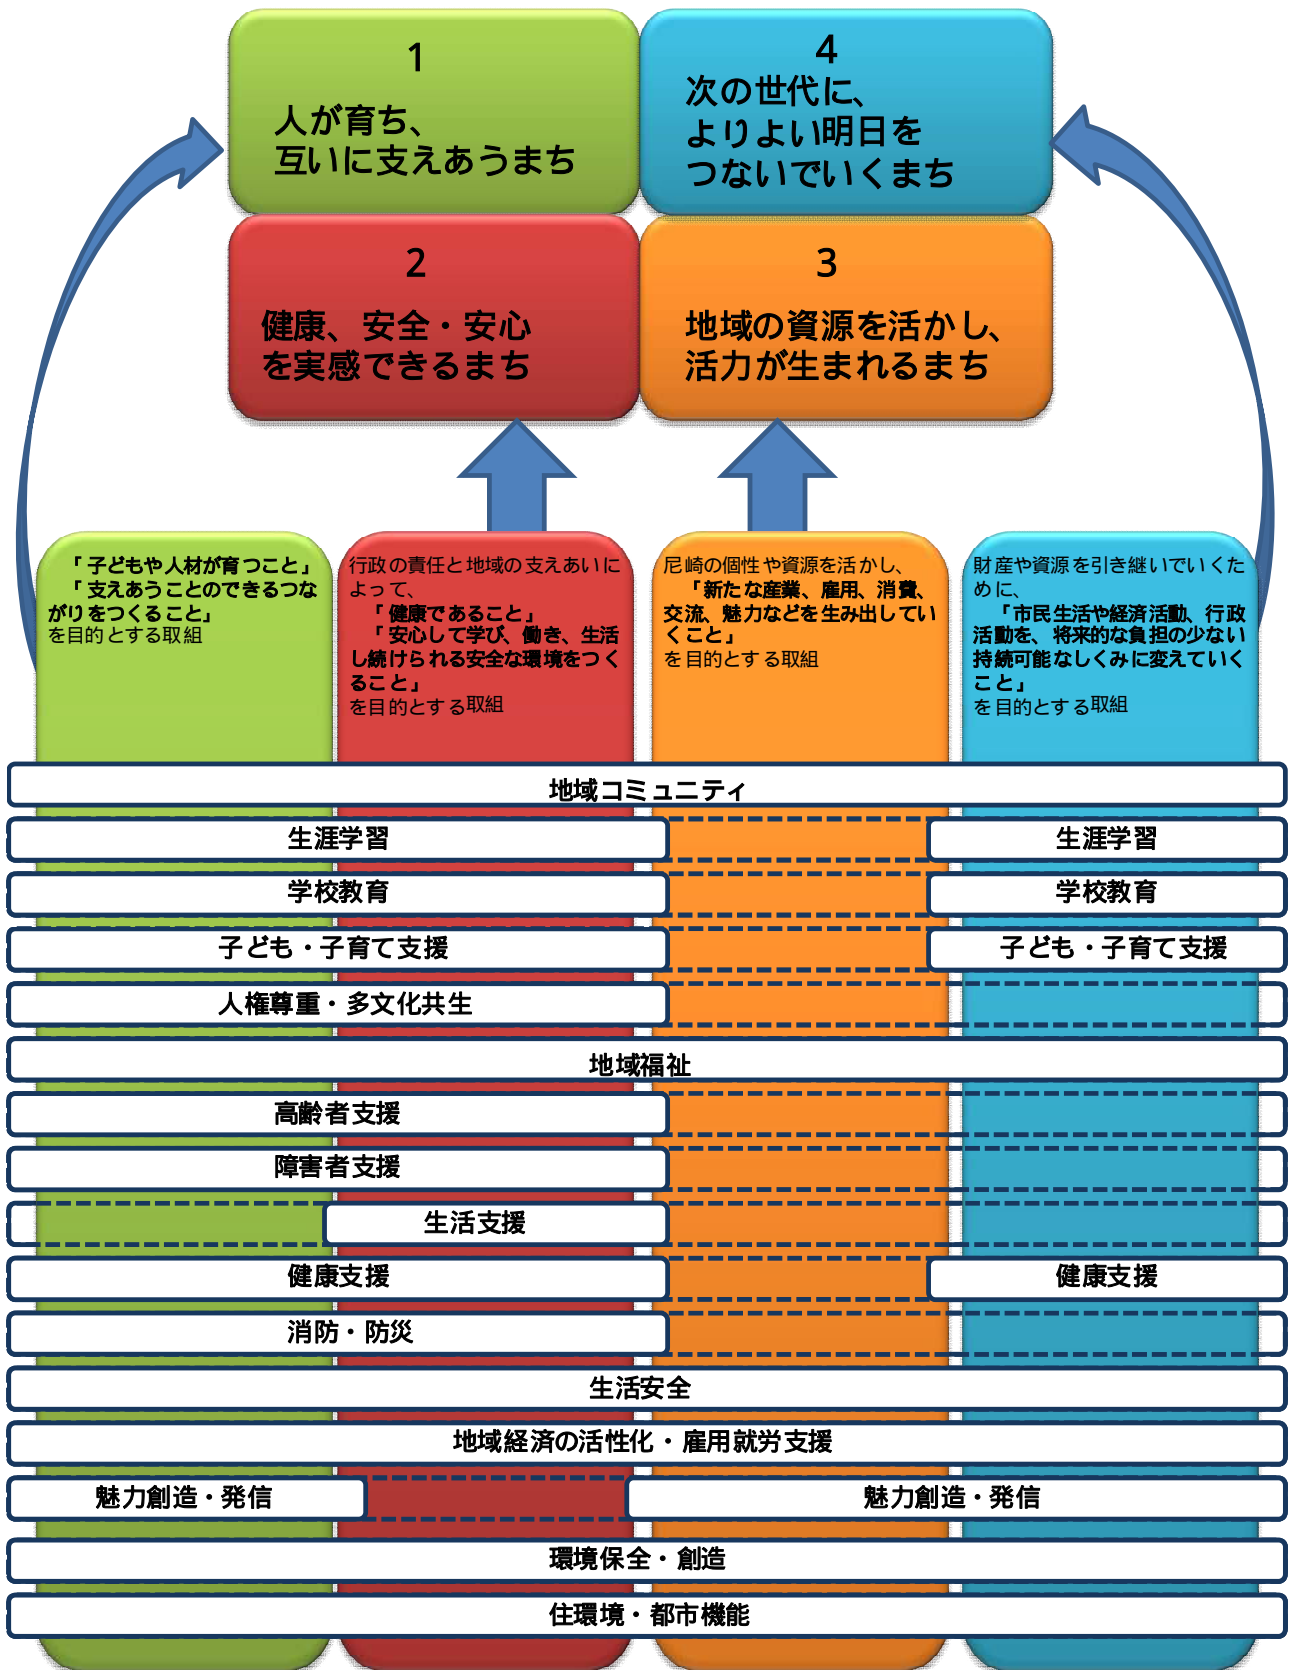 1
人が育ち、
互いに支えあうまち
4
次の世代に、
よりよい明日を
つないでいくまち
2
健康、安全・安心
を実感できるまち
3
地域の資源を活かし、
活力が生まれるまち
「子どもや人材が育つこと」
「支えあうことのできるつな
がりをつくること」
を目的とする取組
行政の責任と地域の支えあいに
よって、
「健康であること」
「安心して学び、働き、生活
し続けられる安全な環境をつく
ること」
を目的とする取組
尼崎の個性や資源を活かし、
「新たな産業、雇用、消費、
交流、魅力などを生み出してい
くこと」
を目的とする取組
財産や資源を引き継いでいくた
めに、
「市民生活や経済活動、行政
活動を、将来的な負担の少ない
持続可能なしくみに変えていく
こと」
を目的とする取組
地域コミュニティ
生涯学習 生涯学習
学校教育 学校教育
子ども・子育て支援 子ども・子育て支援
人権尊重・多文化共生
地域福祉
高齢者支援
障害者支援
生活支援
健康支援 健康支援
消防・防災
生活安全
地域経済の活性化・雇用就労支援
魅力創造・発信 魅力創造・発信
環境保全・創造
住環境・都市機能